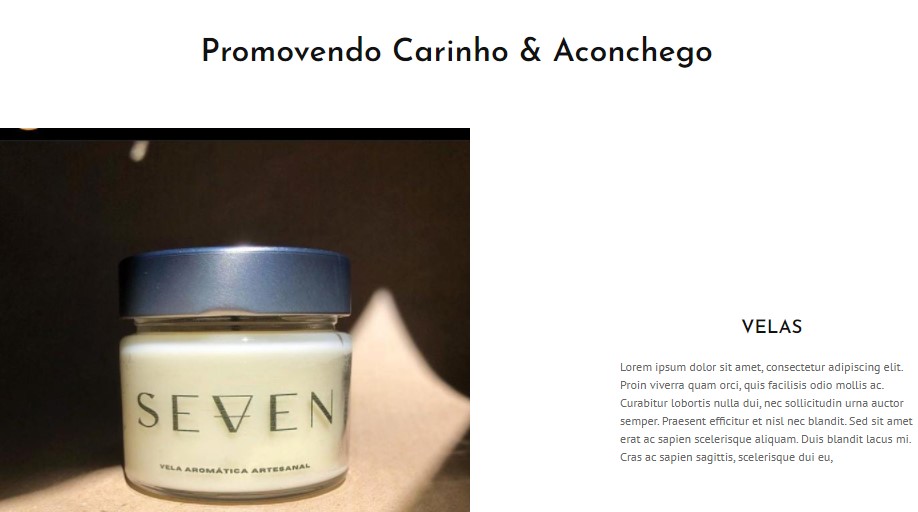 Promovendo Carinho & Aconchego
SEVEN
VELA AROMÁTICA ARTESANAL
VELAS
Lorem ipsum dolor sit amet, consectetur adipiscing elit.
Proin viverra quam orci, quis facilisis odio mollis ac.
Curabitur lobortis nulla dui, nec sollicitudin urna auctor
semper. Praesent efficitur et nisl nec blandit. Sed sit amet
erat ac sapien scelerisque aliquam. Duis blandit lacus mi.
Cras ac sapien sagittis, scelerisque dui eu,